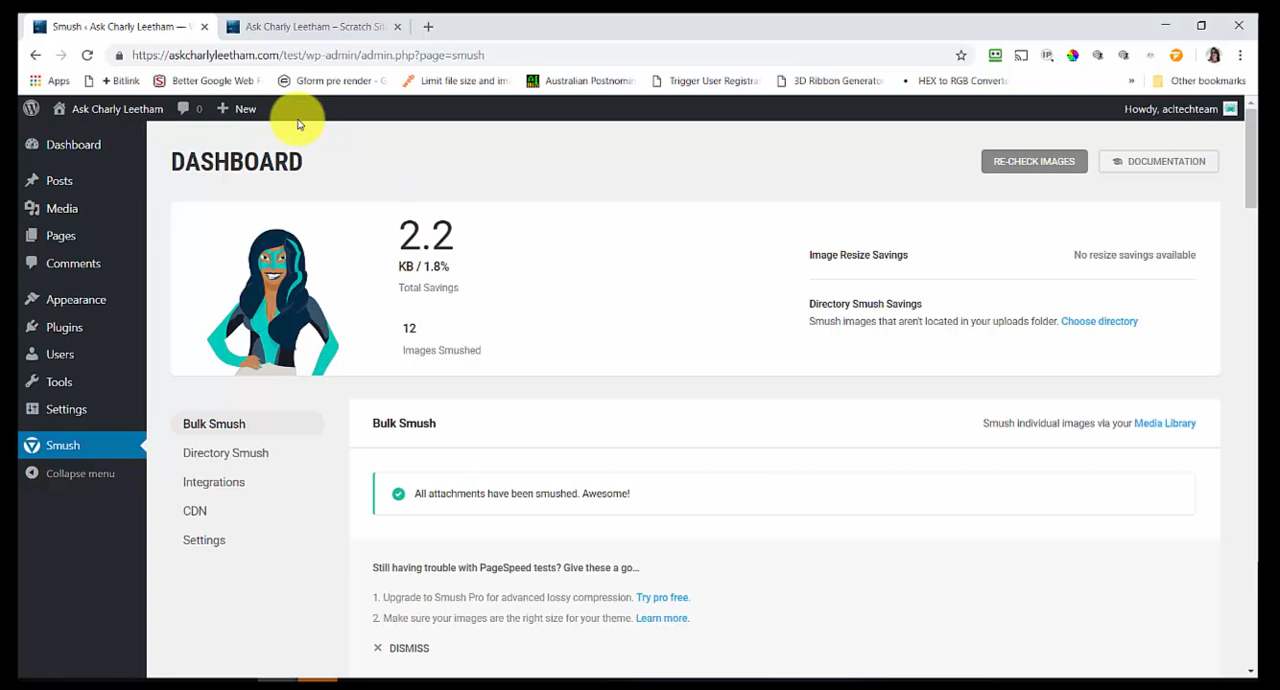 Smush ‹ Ask Charly Leetham —
Ask Charly Leetham – Scratch Sit
https://askcharlyleetham.com/test/wp-admin/admin.php?page=smush
Apps
+ Bitlink
Better Google Web F
Gform pre render - G
Limit file size and im
Australian Postnomin
Trigger User Registra
3D Ribbon Generator
HEX to RGB Converte
»
Other bookmarks
Ask Charly Leetham
0
+ New
Howdy, acltechteam
Dashboard
Posts
Media
Pages
Comments
Appearance
Plugins
Users
Tools
Settings
Smush
Collapse menu
DASHBOARD
RE-CHECK IMAGES
DOCUMENTATION
2.2
KB / 1.8%
Total Savings
12
Images Smushed
Image Resize Savings
No resize savings available
Directory Smush Savings
Smush images that aren't located in your uploads folder. Choose directory
Bulk Smush
Directory Smush
Integrations
CDN
Settings
Bulk Smush
Smush individual images via your Media Library
All attachments have been smushed. Awesome!
Still having trouble with PageSpeed tests? Give these a go...
1. Upgrade to Smush Pro for advanced lossy compression. Try pro free.
2. Make sure your images are the right size for your theme. Learn more.
DISMISS